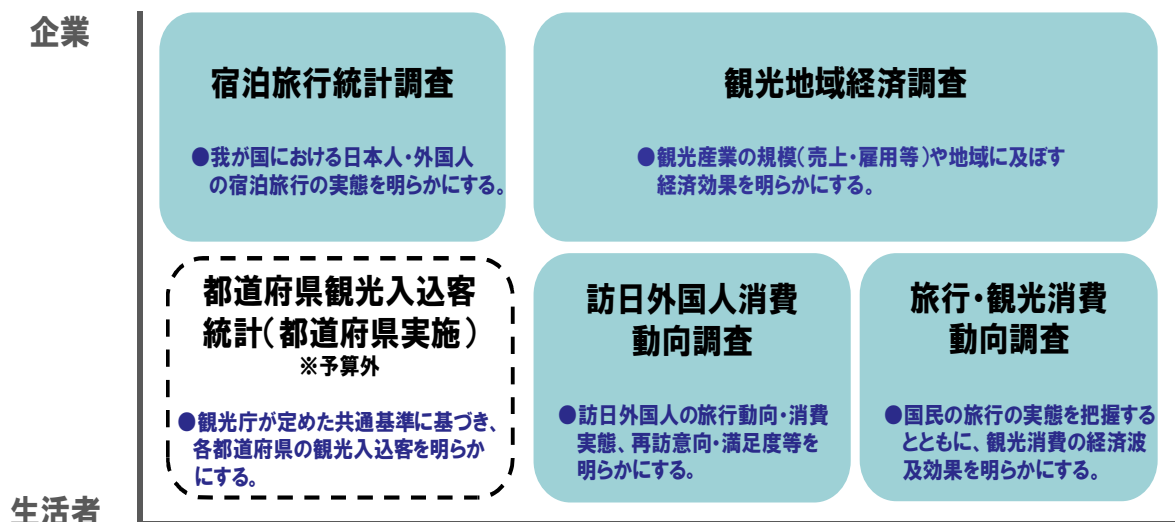 企業
宿泊旅行統計調査
●我が国における日本人・外国人
の宿泊旅行の実態を明らかにする。
観光地域経済調査
●観光産業の規模(売上・雇用等)や地域に及ぼす
経済効果を明らかにする。
都道府県観光入込客
統計(都道府県実施)
※予算外
●観光庁が定めた共通基準に基づき、
各都道府県の観光入込客を明らか
にする。
訪日外国人消費
動向調査
●訪日外国人の旅行動向・消費
実態、再訪意向・満足度等を
明らかにする。
旅行・観光消費
動向調査
●国民の旅行の実態を把握する
とともに、観光消費の経済波
及効果を明らかにする。
生活者